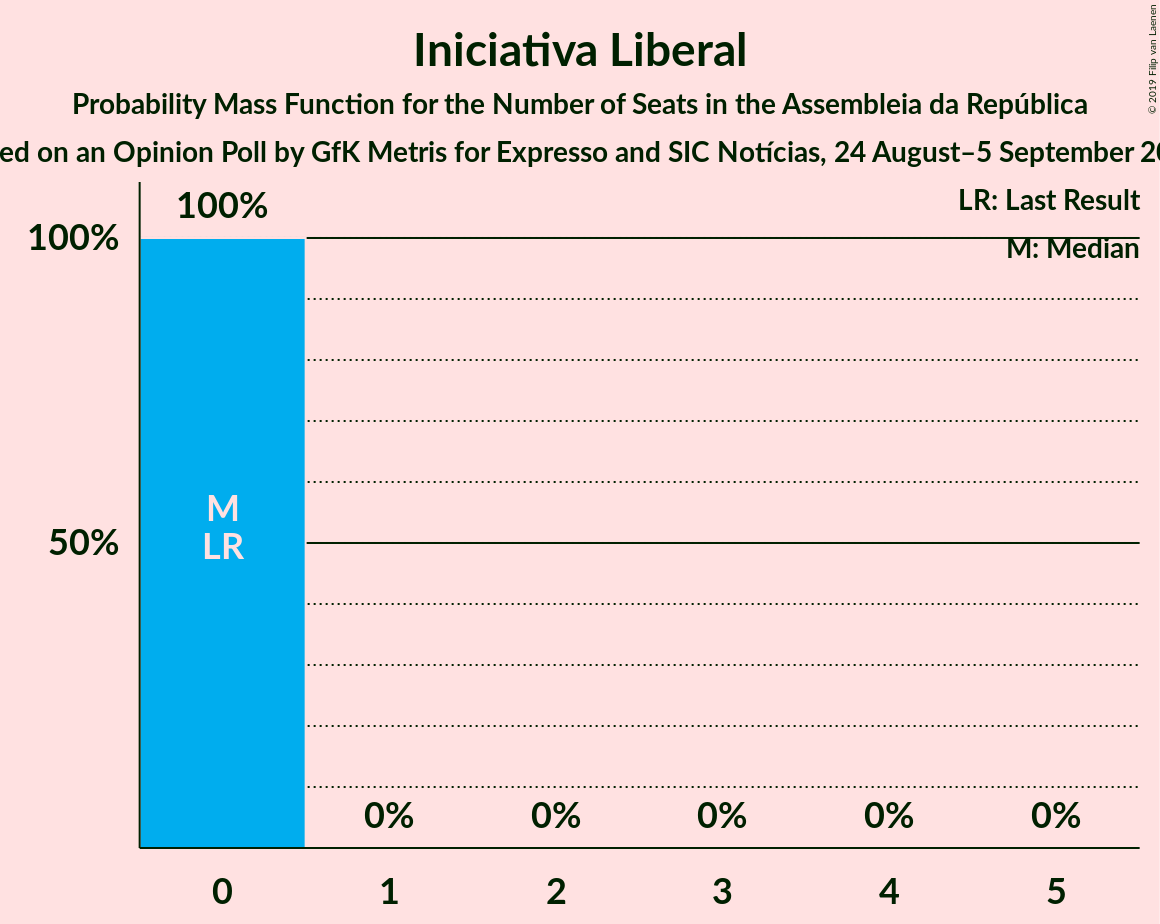 Iniciativa Liberal
Probability Mass Function for the Number of Seats in the Assembleia da República
ed on an Opinion Poll by GfK Metris for Expresso and SIC Notícias, 24 August–5 September 20
© 2019 Filip van Laenen
LR: Last Result
M: Median
100%
100%
50%
M
LR
0% 0% 0% 0% 0%
0 1 2 3 4 5